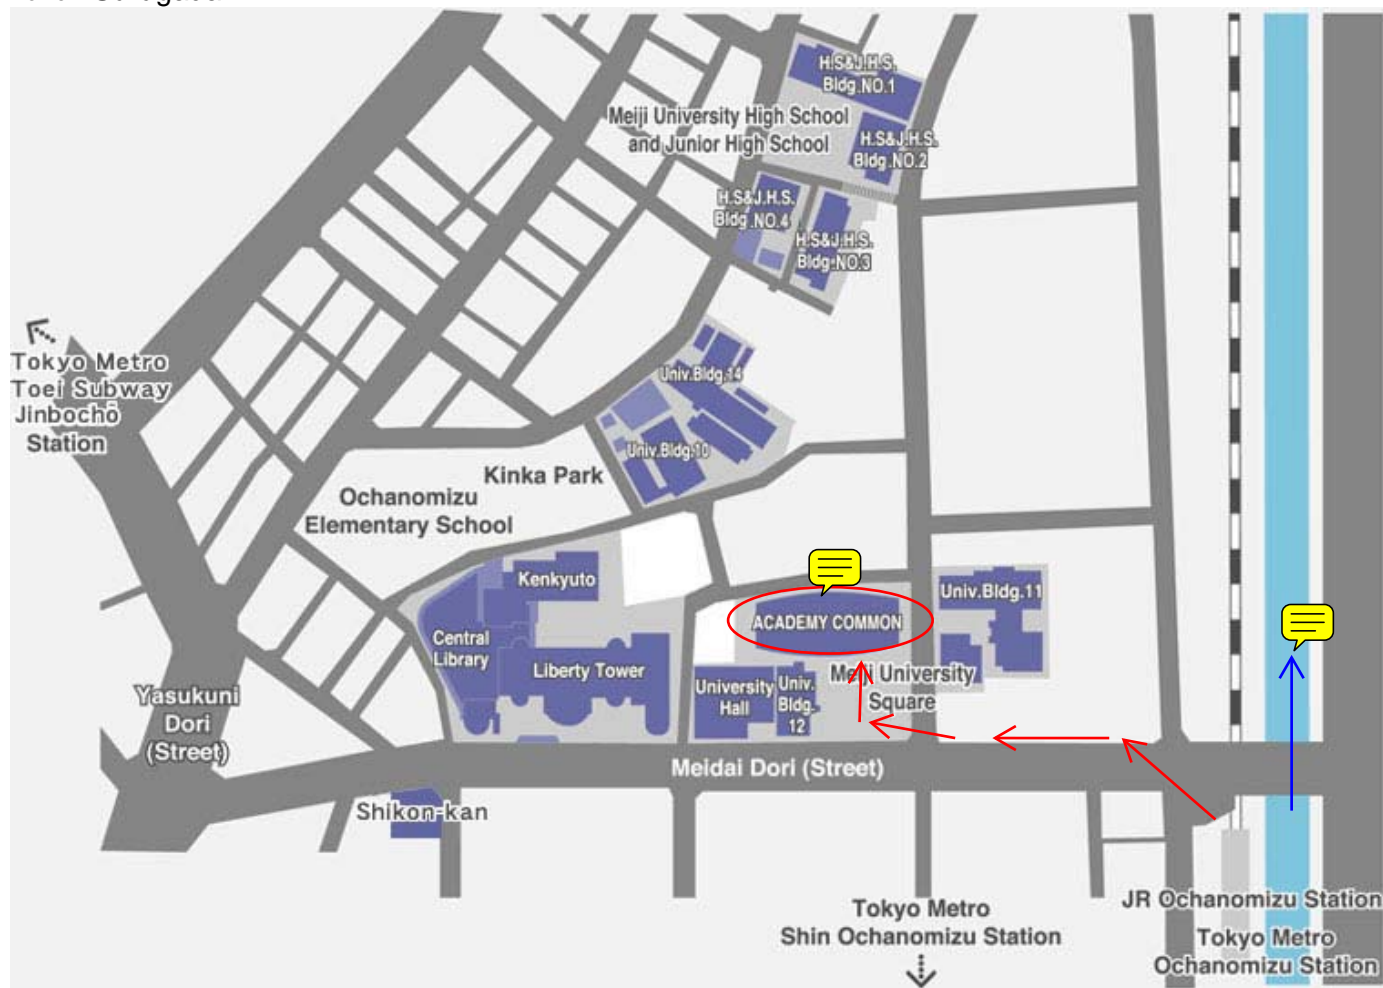 H.S&J.H.S.
Bldg.NO.1
Meiji University High School
and Junior High School
H.S&J.H.S.
Bldg.NO.2
H.S&J.H.S.
Bldg.NO.4
H.S&J.H.S.
Bldg.NO.3
Tokyo Metro
Toei Subway
Jinbochō
Station
Univ.Bldg.14
Univ.Bldg.10
Kinka Park
Ochanomizu
Elementary School
Kenkyuto
Univ.Bldg.11
ACADEMY COMMON
Central
Library
Liberty Tower
University
Hall
Univ.
Bldg.
12
Meiji University
Square
Yasukuni
Dori
(Street)
Meidai Dori (Street)
Shikon-kan
Tokyo Metro
Shin Ochanomizu Station
JR Ochanomizu Station
Tokyo Metro
Ochanomizu Station